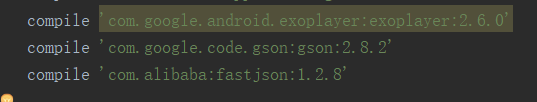 compile 'com.google.android.exoplayer:exoplayer:2.6.0'
compile 'com.google.code.gson:gson:2.8.2'
compile 'com.alibaba:fastjson:1.2.8'